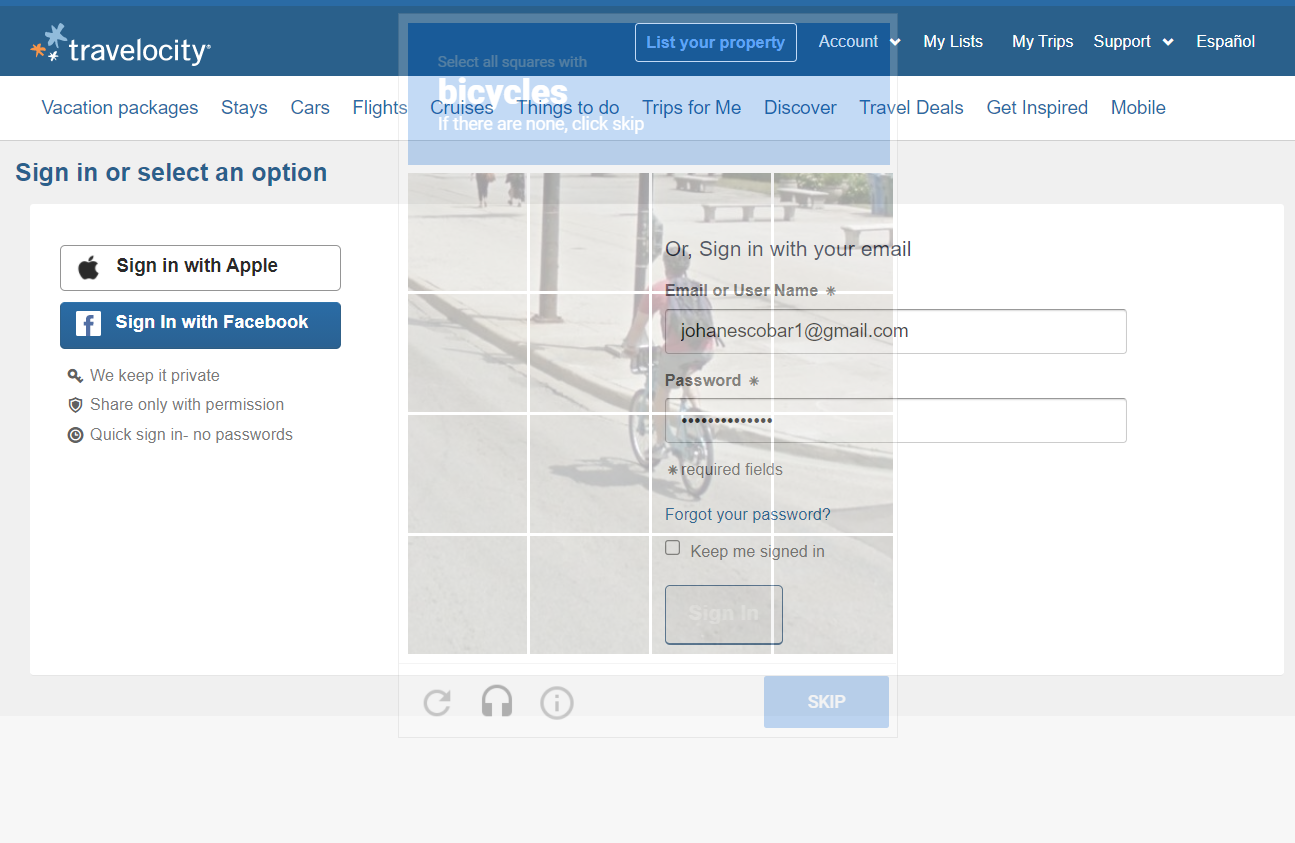 travelocity®
List your property
Account
My Lists
My Trips
Support
Español
Select all squares with
bicycles
If there are none, click skip
Vacation packages
Stays
Cars
Flights
Cruises
Things to do
Trips for Me
Discover
Travel Deals
Get Inspired
Mobile
Sign in or select an option
Sign in with Apple
Sign In with Facebook
We keep it private
Share only with permission
Quick sign in- no passwords
Or, Sign in with your email
Email or User Name *
johanescobar1@gmail.com
Password *
••••••••••••••
*required fields
Forgot your password?
Keep me signed in
Sign In
SKIP